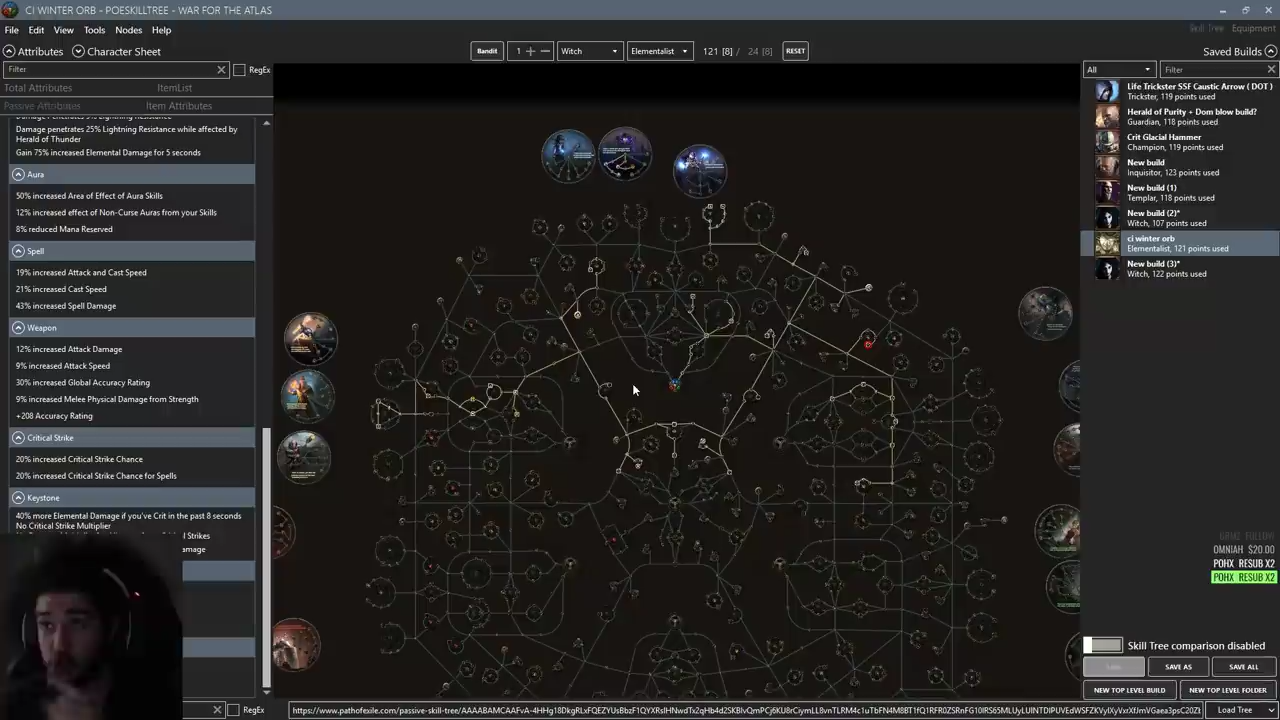 CI WINTER ORB - POESKILLTREE - WAR FOR THE ATLAS
File Edit View Tools Nodes Help
Skill Tree Equipment
Attributes Character Sheet
Bandit 1 Witch Elementalist 121 [8] / 24 [8] RESET
Saved Builds
Filter RegEx
All Filter
Total Attributes ItemList
Passive Attributes Item Attributes
Damage penetrates 25% Lightning Resistance while affected by
Herald of Thunder
Gain 75% increased Elemental Damage for 5 seconds
Aura
50% increased Area of Effect of Aura Skills
12% increased effect of Non-Curse Auras from your Skills
8% reduced Mana Reserved
Spell
19% increased Attack and Cast Speed
21% increased Cast Speed
43% increased Spell Damage
Weapon
12% increased Attack Damage
9% increased Attack Speed
30% increased Global Accuracy Rating
9% increased Melee Physical Damage from Strength
+208 Accuracy Rating
Critical Strike
20% increased Critical Strike Chance
20% increased Critical Strike Chance for Spells
Keystone
40% more Elemental Damage if you've Crit in the past 8 seconds
No Critical Strike Multiplier
al Strikes
amage
RegEx
Life Trickster SSF Caustic Arrow ( DOT )
Trickster, 119 points used
Herald of Purity + Dom blow build?
Guardian, 118 points used
Crit Glacial Hammer
Champion, 119 points used
New build
Inquisitor, 123 points used
New build (1)
Templar, 118 points used
New build (2)*
Witch, 107 points used
ci winter orb
Elementalist, 121 points used
New build (3)*
Witch, 122 points used
OMNIAH $20.00
POHX RESUB X2
POHX RESUB X2
Skill Tree comparison disabled
SAVE AS SAVE ALL
NEW TOP LEVEL BUILD NEW TOP LEVEL FOLDER
Load Tree